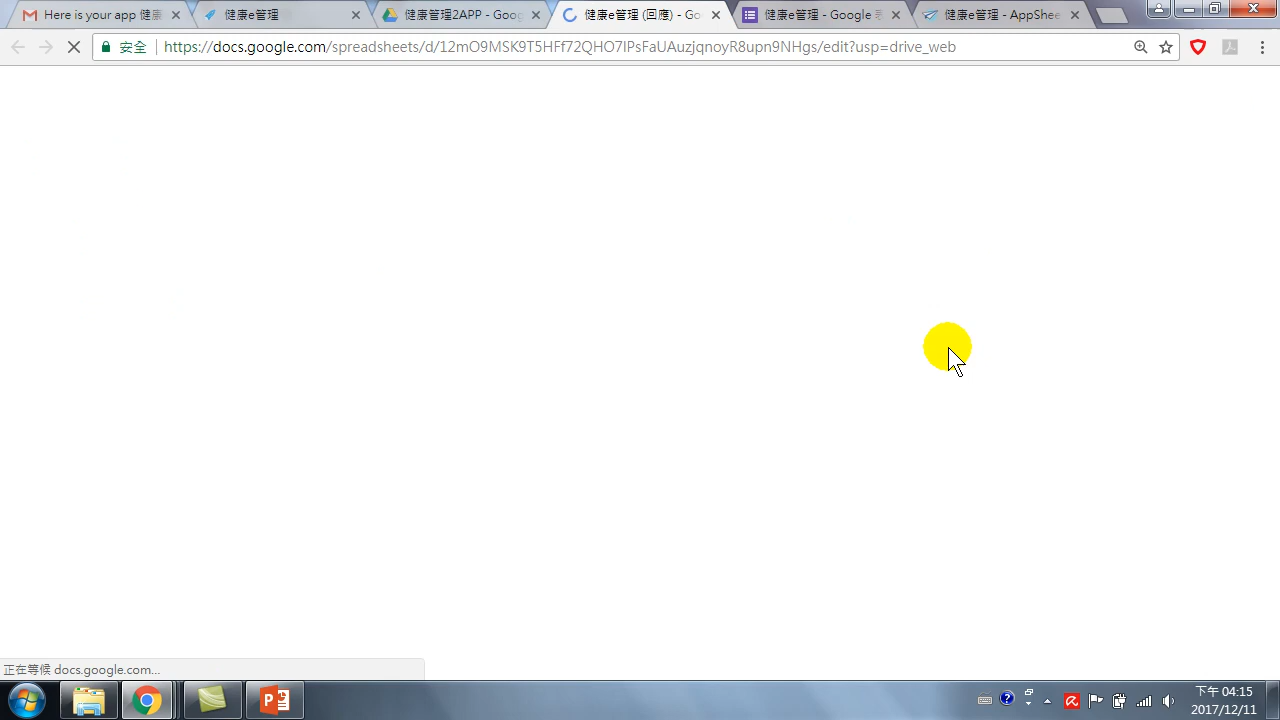 Here is your app 健康
健康e管理
健康管理2APP - Goog
健康e管理 (回應) - Go
健康e管理 - Google 表
健康e管理 - AppShee
安全
https://docs.google.com/spreadsheets/d/12mO9MSK9T5HFf72QHO7IPsFaUAuzjqnoyR8uph9NHgs/edit?usp=drive_web
正在等候 docs.google.com...
下午 04:15
2017/12/11